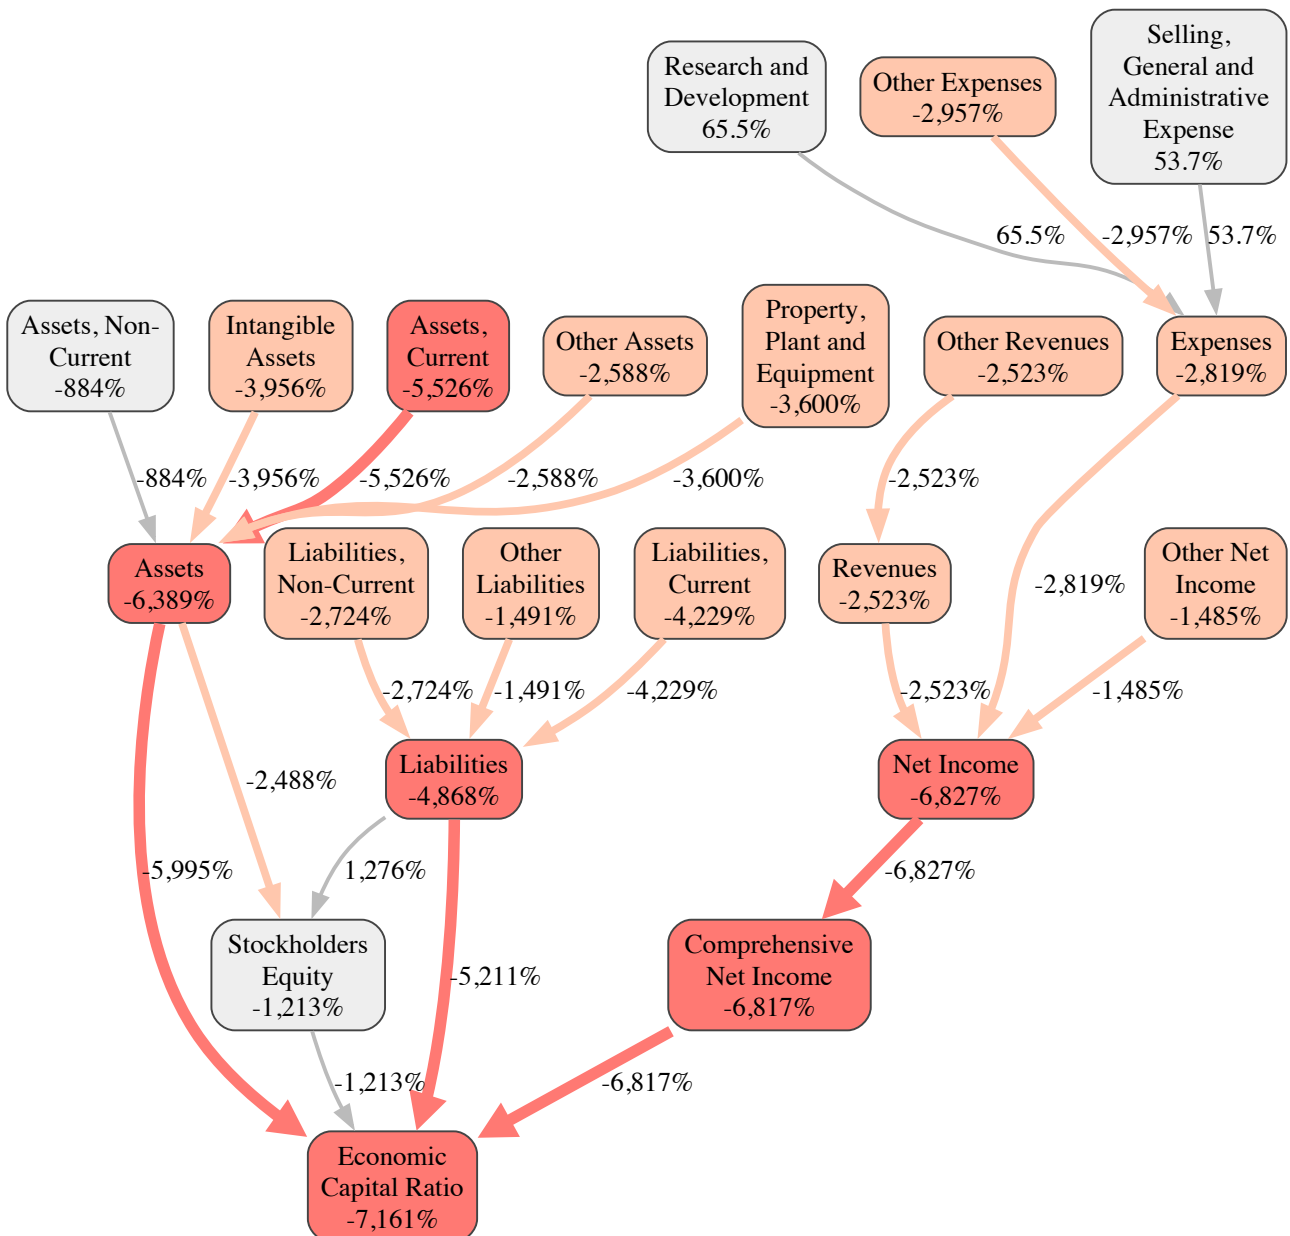 Research and
Development
65.5%
Other Expenses
-2,957%
Selling,
General and
Administrative
Expense
53.7%
65.5%
-2,957%
53.7%
Assets, Non-
Current
-884%
Intangible
Assets
-3,956%
Assets,
Current
-5,526%
Other Assets
-2,588%
Property,
Plant and
Equipment
-3,600%
Other Revenues
-2,523%
Expenses
-2,819%
-884%
-3,956%
-5,526%
-2,588%
-3,600%
-2,523%
Assets
-6,389%
Liabilities,
Non-Current
-2,724%
Other
Liabilities
-1,491%
Liabilities,
Current
-4,229%
Revenues
-2,523%
-2,819%
Other Net
Income
-1,485%
-2,724%
-1,491%
-4,229%
-2,523%
-1,485%
-2,488%
Liabilities
-4,868%
Net Income
-6,827%
-5,995%
1,276%
-6,827%
Stockholders
Equity
-1,213%
-5,211%
Comprehensive
Net Income
-6,817%
-1,213%
-6,817%
Economic
Capital Ratio
-7,161%